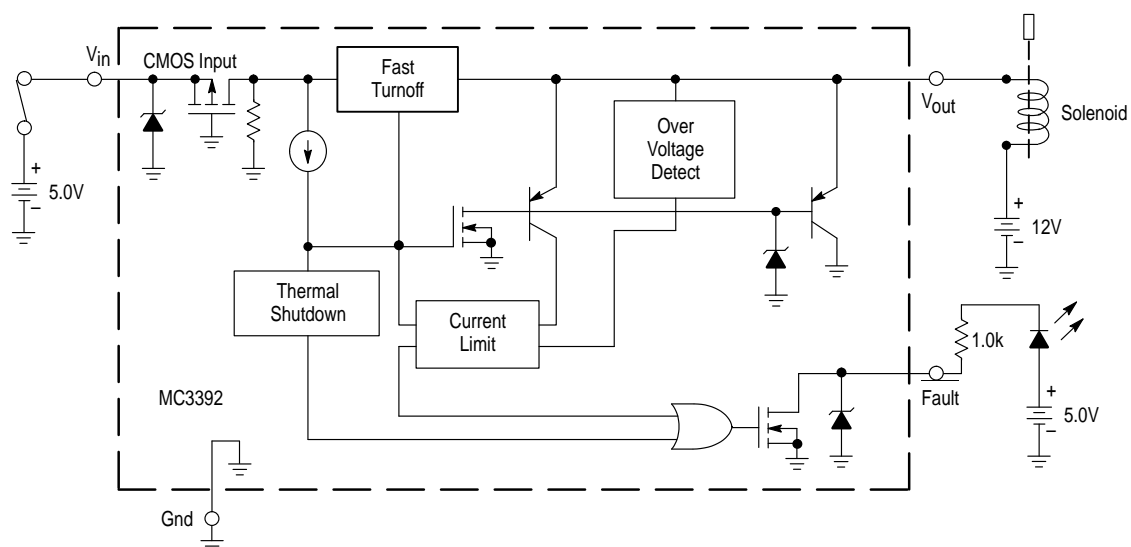 Vin
CMOS Input
Fast
Turnoff
Vout
Solenoid
+
5.0V
−
Over
Voltage
Detect
+
12V
−
Thermal
Shutdown
Current
Limit
1.0k
MC3392
Fault
+
5.0V
−
Gnd